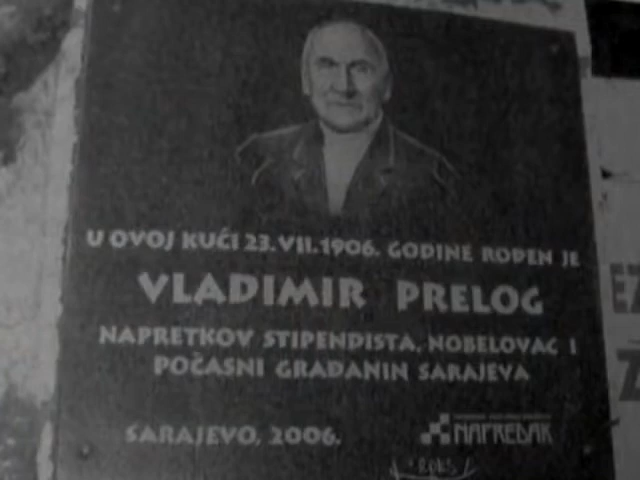 U OVOJ KUĆI 23.VII.1906. GODINE ROĐEN JE
VLADIMIR PRELOG
NAPRETKOV STIPENDISTA, NOBELOVAC I
POČASNI GRAĐANIN SARAJEVA
SARAJEVO, 2006.
NAPREDAK